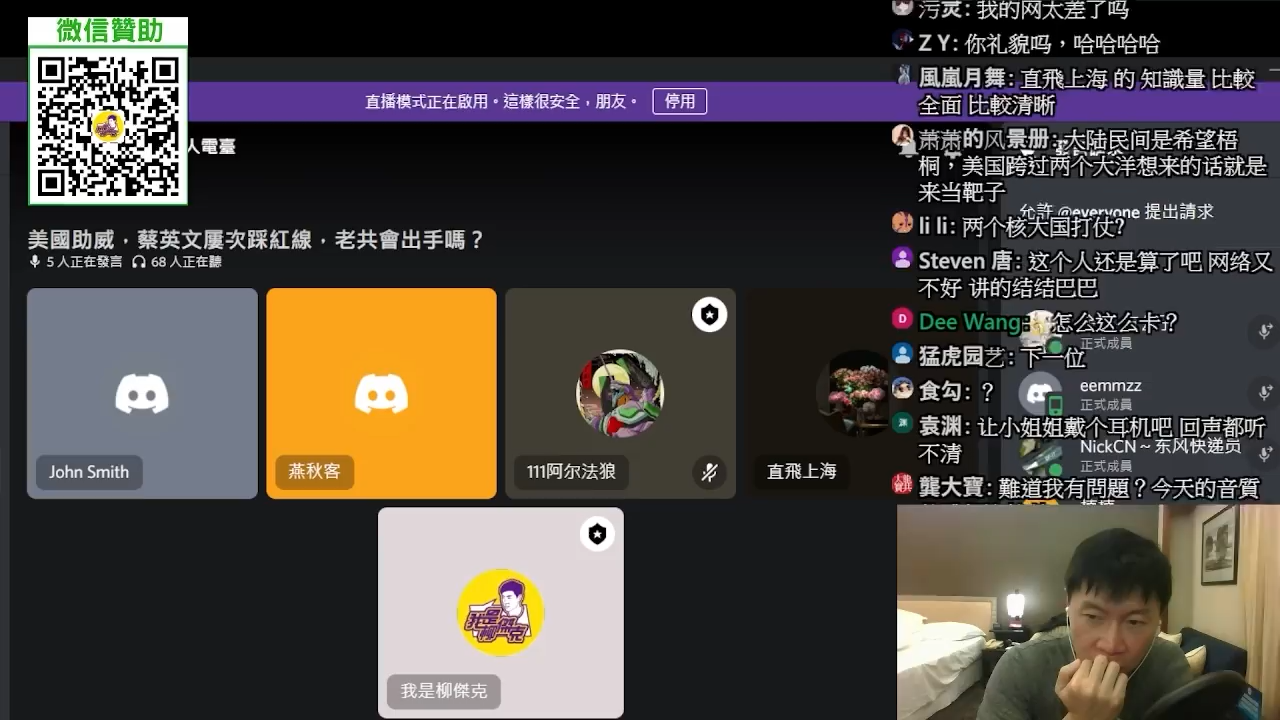 微信贊助
直播模式正在啟用。這樣很安全，朋友。
停用
人電臺
美國助威，蔡英文屢次踩紅線，老共會出手嗎？
5 人正在發言 68 人正在聽
John Smith
燕秋客
111阿尔法狼
直飛上海
我是柳傑克
我是柳傑克
污灵: 我的网太差了吗
Z Y: 你礼貌吗，哈哈哈哈
風嵐月舞: 直飛上海 的 知識量 比較
全面 比較清晰
萧萧的风景册: 大陆民间是希望梧
桐，美国跨过两个大洋想来的话就是
来当靶子
允許 @everyone 提出請求
li li: 两个核大国打仗?
Steven 唐: 这个人还是算了吧 网络又
不好 讲的结结巴巴
Dee Wang: 怎么这么卡?
正式成員
猛虎园艺: 下一位
eemmzz
食勾: ？
正式成員
袁渊: 让小姐姐戴个耳机吧 回声都听
不清
NickCN～东风快递员
正式成員
龔大寶: 難道我有問題？今天的音質